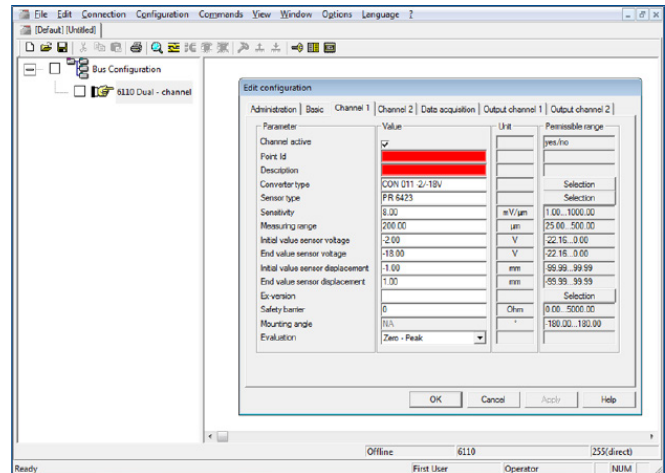 File Edit Connection Configuration Commands View Window Options Language ?
[Default] [Untitled]
Bus Configuration
6110 Dual - channel
Edit configuration
Administration Basic Channel 1 Channel 2 Data acquisition Output channel 1 Output channel 2
Parameter Value Unit Permissible range
Channel active yes/no
Point Id
Description
Converter type CON 011 -2/-18V Selection
Sensor type PR 6423 Selection
Sensitivity 8.00 mV/µm 1.00...1000.00
Measuring range 200.00 µm 25.00...500.00
Initial value sensor voltage -2.00 V -22.16...0.00
End value sensor voltage -18.00 V -22.16...0.00
Initial value sensor displacement -1.00 mm -99.99...99.99
End value sensor displacement 1.00 mm -99.99...99.99
Ex-version Selection
Safety barrier 0 Ohm 0.00...5000.00
Mounting angle NA ° -180.00...180.00
Evaluation Zero - Peak
OK Cancel Apply Help
Offline 6110 255(direct)
Ready First User Operator NUM